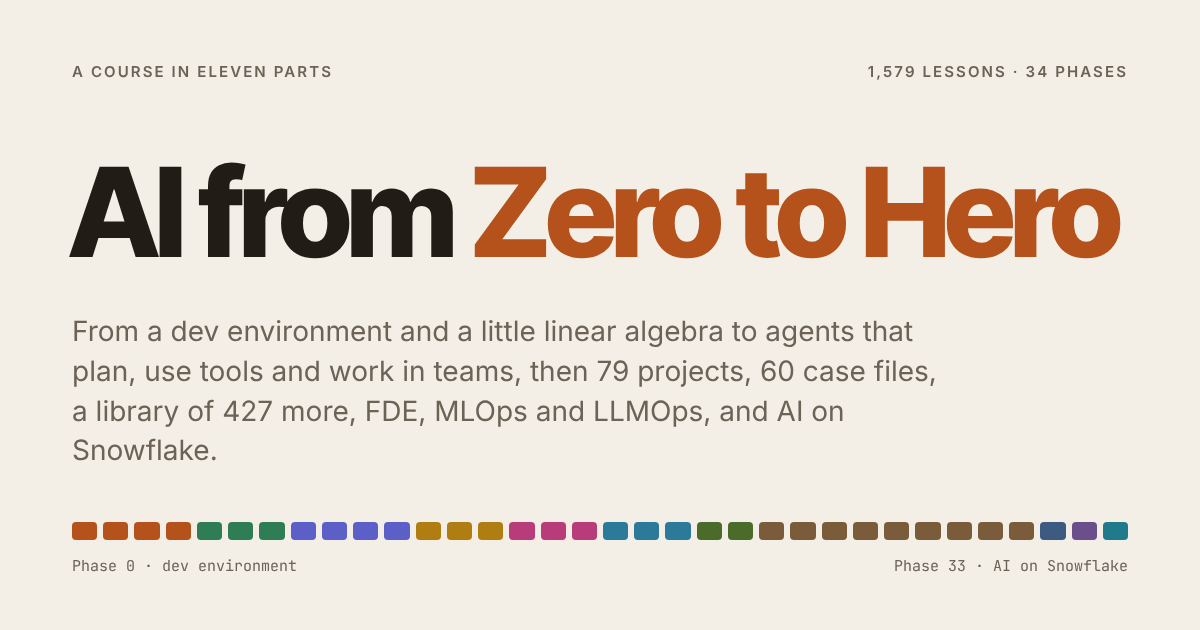 A COURSE IN ELEVEN PARTS
1,579 LESSONS · 34 PHASES
AI from Zero to Hero
From a dev environment and a little linear algebra to agents that
plan, use tools and work in teams, then 79 projects, 60 case files,
a library of 427 more, FDE, MLOps and LLMOps, and AI on
Snowflake.
Phase 0 · dev environment
Phase 33 · AI on Snowflake